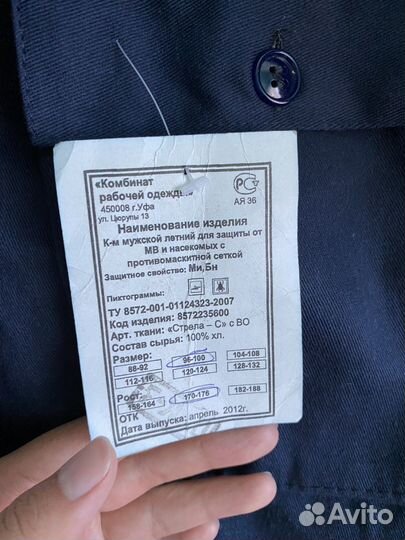 «Комбинат
рабочей одежды»
450008 г.Уфа
ул. Цюрупы 13
РСТ
АЯ 36
Наименование изделия
К-м мужской летний для защиты от
МВ и насекомых с
противомаскитной сеткой
Защитное свойство: Ми,Бн
Пиктограммы:
ТУ 8572-001-01124323-2007
Код изделия: 8572235600
Арт. ткани: «Стрела – С» с ВО
Состав сырья: 100% хл.
Размер:
88-92 96-100 104-108
112-116 120-124 128-132
Рост:
158-164 170-176 182-188
ОТК
Дата выпуска: апрель 2012г.
Avito